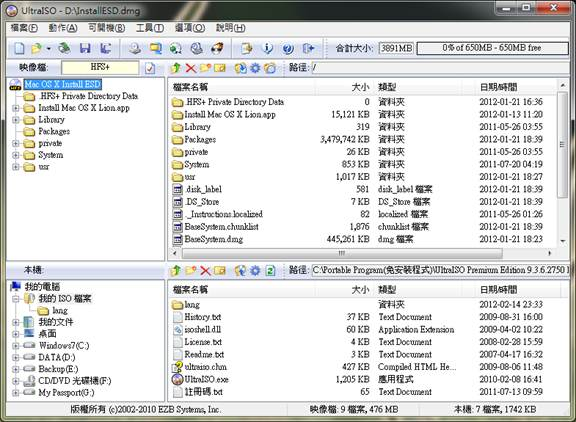 UltraISO - D:\InstallESD.dmg
檔案(F) 動作(A) 可開機(B) 工具(T) 選項(O) 說明(H)
合計大小: 3891MB 0% of 650MB - 650MB free
映像檔: HFS+ 路徑: /
Mac OS X Install ESD
.HFS+ Private Directory Data
Install Mac OS X Lion.app
Library
Packages
private
System
usr
檔案名稱 大小 類型 日期/時間
.HFS+ Private Directory Data 0 資料夾 2012-01-21 16:36
Install Mac OS X Lion.app 15,121 KB 資料夾 2012-01-13 11:20
Library 319 資料夾 2011-05-26 03:55
Packages 3,479,742 KB 資料夾 2012-01-21 18:39
private 26 KB 資料夾 2011-05-26 03:55
System 853 KB 資料夾 2011-07-20 04:19
usr 1,017 KB 資料夾 2012-01-21 18:27
.disk_label 581 disk_label 檔案 2012-01-21 18:39
.DS_Store 7 KB DS_Store 檔案 2012-01-21 18:39
._Instructions.localized 82 localized 檔案 2011-05-26 01:26
BaseSystem.chunklist 1,876 chunklist 檔案 2012-01-21 18:39
BaseSystem.dmg 445,261 KB dmg 檔案 2012-01-21 18:39
本機: 路徑: C:\Portable Program(免安裝程式)\UltraISO Premium Edition 9.3.6.2750 P
我的電腦
我的 ISO 檔案
lang
我的文件
桌面
Windows7(C:)
DATA(D:)
Backup(E:)
CD/DVD 光碟機(F:)
My Passport(G:)
檔案名稱 大小 類型 日期/時間
lang 資料夾 2012-02-14 23:33
History.txt 37 KB Text Document 2009-08-31 16:00
isoshell.dll 60 KB Application Extension 2009-04-02 10:22
License.txt 4 KB Text Document 2008-02-28 15:59
Readme.txt 3 KB Text Document 2007-04-17 16:32
ultraiso.chm 427 KB Compiled HTML He... 2009-08-06 11:48
UltraISO.exe 1,205 KB 應用程式 2010-02-08 16:41
註冊碼.txt 65 Text Document 2011-07-13 09:59
版權所有 (c)2002-2010 EZB Systems, Inc. 映像檔: 9 檔案, 476 MB 本機: 7 檔案, 1742 KB